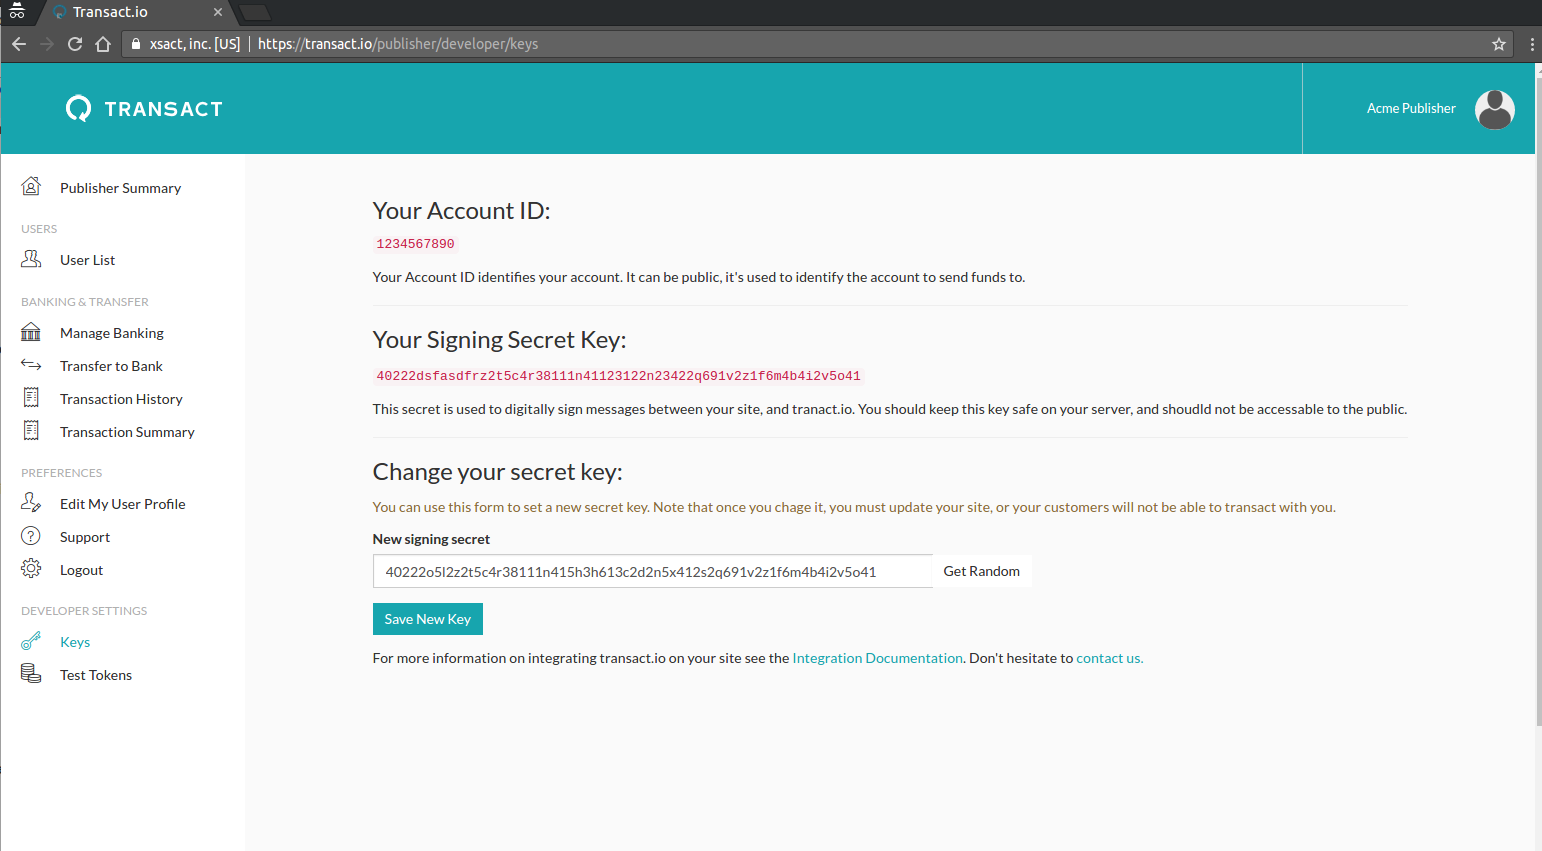 Transact.io
xsact, inc. [US] | https://transact.io/publisher/developer/keys
TRANSACT
Acme Publisher
Publisher Summary
USERS
User List
BANKING & TRANSFER
Manage Banking
Transfer to Bank
Transaction History
Transaction Summary
PREFERENCES
Edit My User Profile
Support
Logout
DEVELOPER SETTINGS
Keys
Test Tokens
Your Account ID:
1234567890
Your Account ID identifies your account. It can be public, it's used to identify the account to send funds to.
Your Signing Secret Key:
40222dsfasdfrz2t5c4r38111n41123122n23422q691v2z1f6m4b4i2v5o41
This secret is used to digitally sign messages between your site, and tranact.io. You should keep this key safe on your server, and shoudld not be accessable to the public.
Change your secret key:
You can use this form to set a new secret key. Note that once you chage it, you must update your site, or your customers will not be able to transact with you.
New signing secret
40222o5l2z2t5c4r38111n415h3h613c2d2n5x412s2q691v2z1f6m4b4i2v5o41
Get Random
Save New Key
For more information on integrating transact.io on your site see the Integration Documentation. Don't hesitate to contact us.